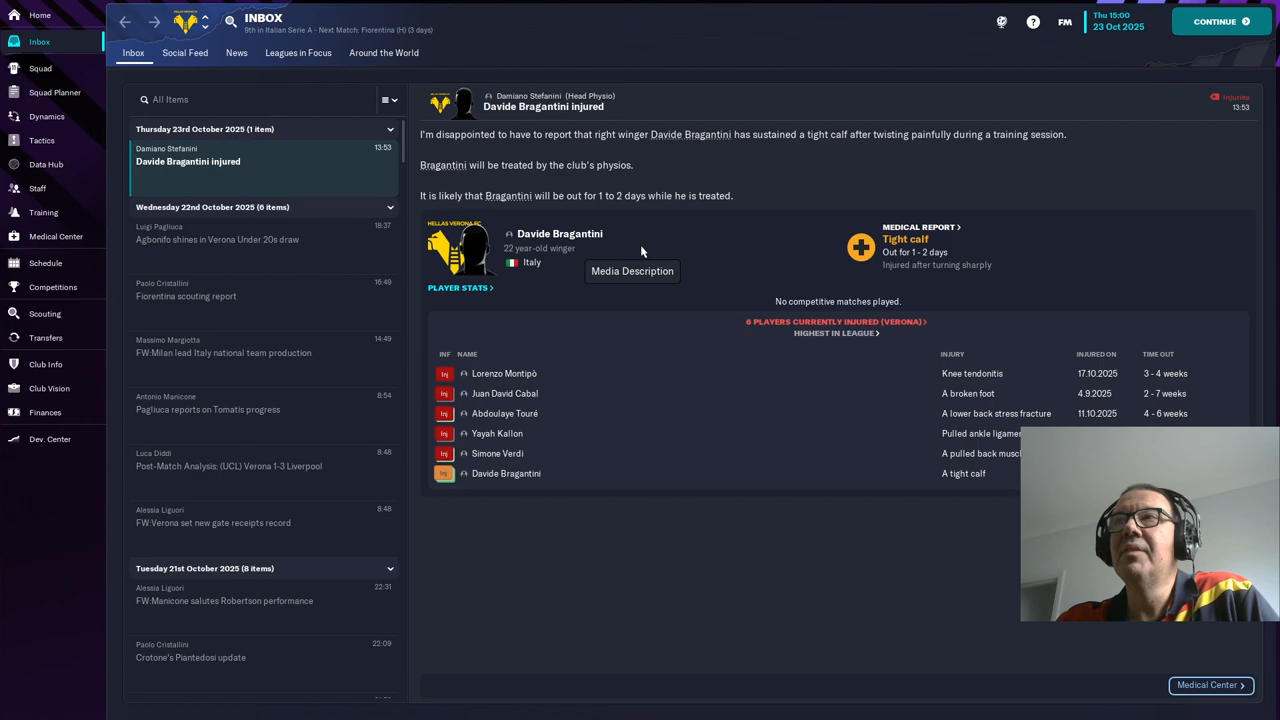 Home
Inbox
Squad
Squad Planner
Dynamics
Tactics
Data Hub
Staff
Training
Medical Center
Schedule
Competitions
Scouting
Transfers
Club Info
Club Vision
Finances
Dev. Center
INBOX
9th in Italian Serie A - Next Match: Fiorentina (H) (3 days)
FM
Thu 15:00
23 Oct 2025
CONTINUE
Inbox Social Feed News Leagues in Focus Around the World
All Items
Thursday 23rd October 2025 (1 item)
Damiano Stefanini 13:53
Davide Bragantini injured
Wednesday 22nd October 2025 (6 items)
Luigi Pagliuca 18:37
Agbonifo shines in Verona Under 20s draw
Paolo Cristallini 16:49
Fiorentina scouting report
Massimo Margiotta 14:49
FW:Milan lead Italy national team production
Antonio Manicone 8:54
Pagliuca reports on Tomatis progress
Luca Diddi 8:48
Post-Match Analysis: (UCL) Verona 1-3 Liverpool
Alessia Liguori 8:48
FW:Verona set new gate receipts record
Tuesday 21st October 2025 (8 items)
Alessia Liguori 22:31
FW:Manicone salutes Robertson performance
Paolo Cristallini 22:09
Crotone's Piantedosi update
Damiano Stefanini (Head Physio)
Davide Bragantini injured
Injuries
13:53
I'm disappointed to have to report that right winger Davide Bragantini has sustained a tight calf after twisting painfully during a training session.
Bragantini will be treated by the club's physios.
It is likely that Bragantini will be out for 1 to 2 days while he is treated.
HELLAS VERONA FC
Davide Bragantini
22 year-old winger
Italy
Media Description
PLAYER STATS
MEDICAL REPORT
Tight calf
Out for 1 - 2 days
Injured after turning sharply
No competitive matches played.
6 PLAYERS CURRENTLY INJURED (VERONA)
HIGHEST IN LEAGUE
INF NAME INJURY INJURED ON TIME OUT
Inj Lorenzo Montipò Knee tendonitis 17.10.2025 3 - 4 weeks
Inj Juan David Cabal A broken foot 4.9.2025 2 - 7 weeks
Inj Abdoulaye Touré A lower back stress fracture 11.10.2025 4 - 6 weeks
Inj Yayah Kallon Pulled ankle ligamen
Inj Simone Verdi A pulled back musc
Inj Davide Bragantini A tight calf
Medical Center